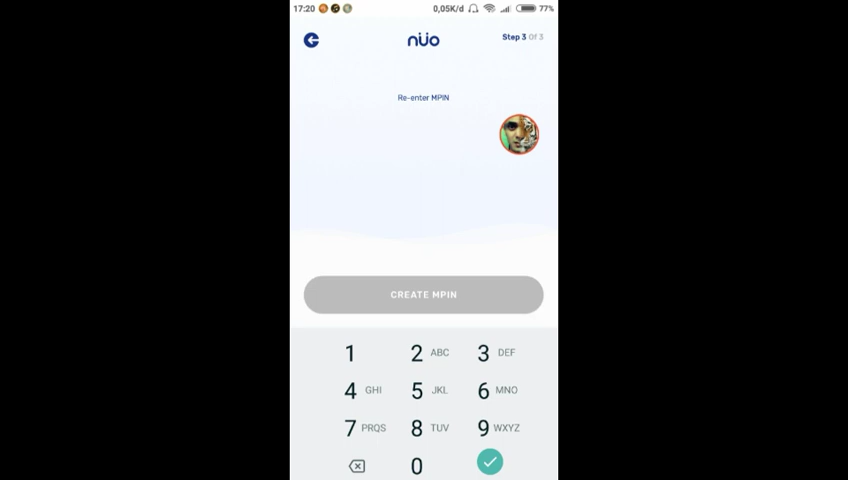 17:20 0,05K/d 77%
nüo Step 3 Of 3
Re-enter MPIN
CREATE MPIN
1 2 ABC 3 DEF
4 GHI 5 JKL 6 MNO
7 PRQS 8 TUV 9 WXYZ
0